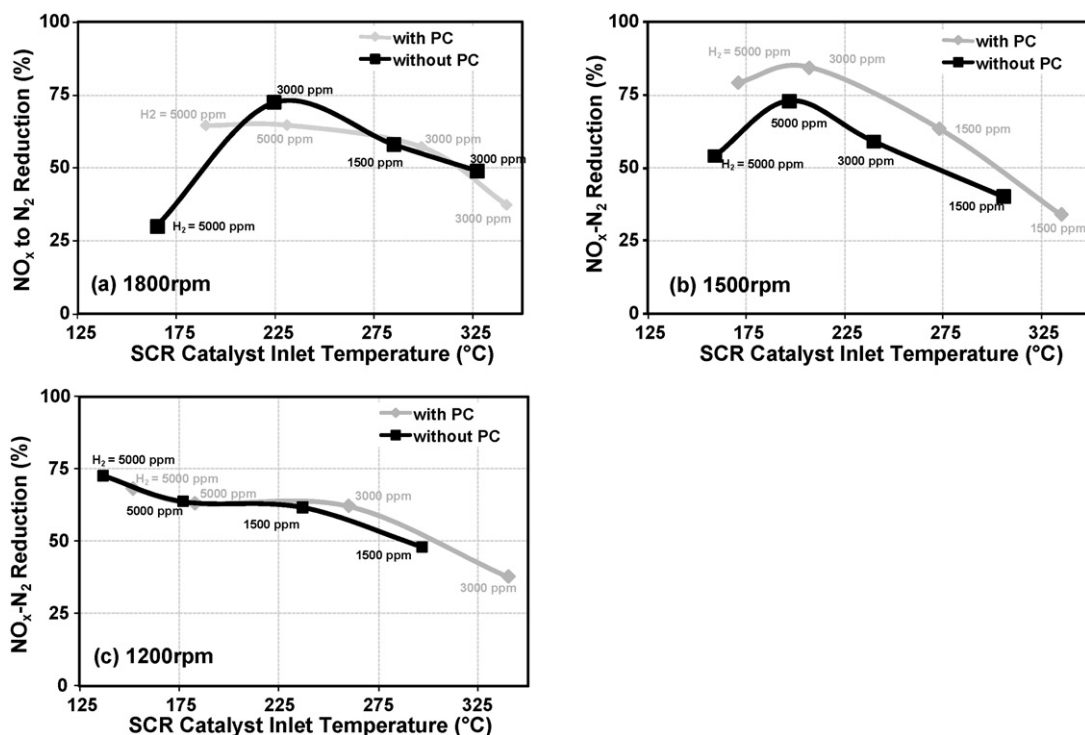 100
75
50
25
0
NOx to N2 Reduction (%)
with PC
without PC
3000 ppm
H2 = 5000 ppm
5000 ppm
3000 ppm
1500 ppm
3000 ppm
H2 = 5000 ppm
3000 ppm
(a) 1800rpm
125 175 225 275 325
SCR Catalyst Inlet Temperature (°C)
100
75
50
25
0
NOx-N2 Reduction (%)
with PC
without PC
H2 = 5000 ppm
3000 ppm
5000 ppm
1500 ppm
H2 = 5000 ppm
3000 ppm
1500 ppm
1500 ppm
(b) 1500rpm
125 175 225 275 325
SCR Catalyst Inlet Temperature (°C)
100
75
50
25
0
NOx-N2 Reduction (%)
with PC
without PC
H2 = 5000 ppm
H2 = 5000 ppm
5000 ppm
3000 ppm
5000 ppm
1500 ppm
1500 ppm
3000 ppm
(c) 1200rpm
125 175 225 275 325
SCR Catalyst Inlet Temperature (°C)